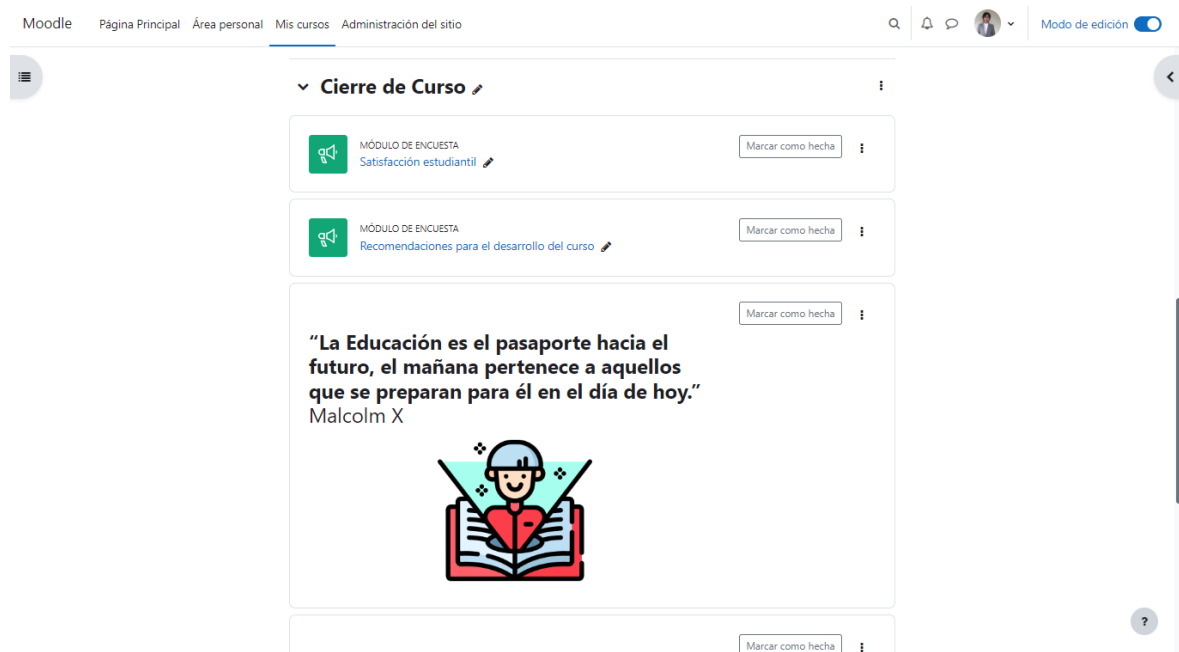 Moodle Página Principal Área personal Mis cursos Administración del sitio Modo de edición
Cierre de Curso
MÓDULO DE ENCUESTA
Marcar como hecha
Satisfacción estudiantil
MÓDULO DE ENCUESTA
Marcar como hecha
Recomendaciones para el desarrollo del curso
Marcar como hecha
“La Educación es el pasaporte hacia el
futuro, el mañana pertenece a aquellos
que se preparan para él en el día de hoy.”
Malcolm X
?
Marcar como hecha